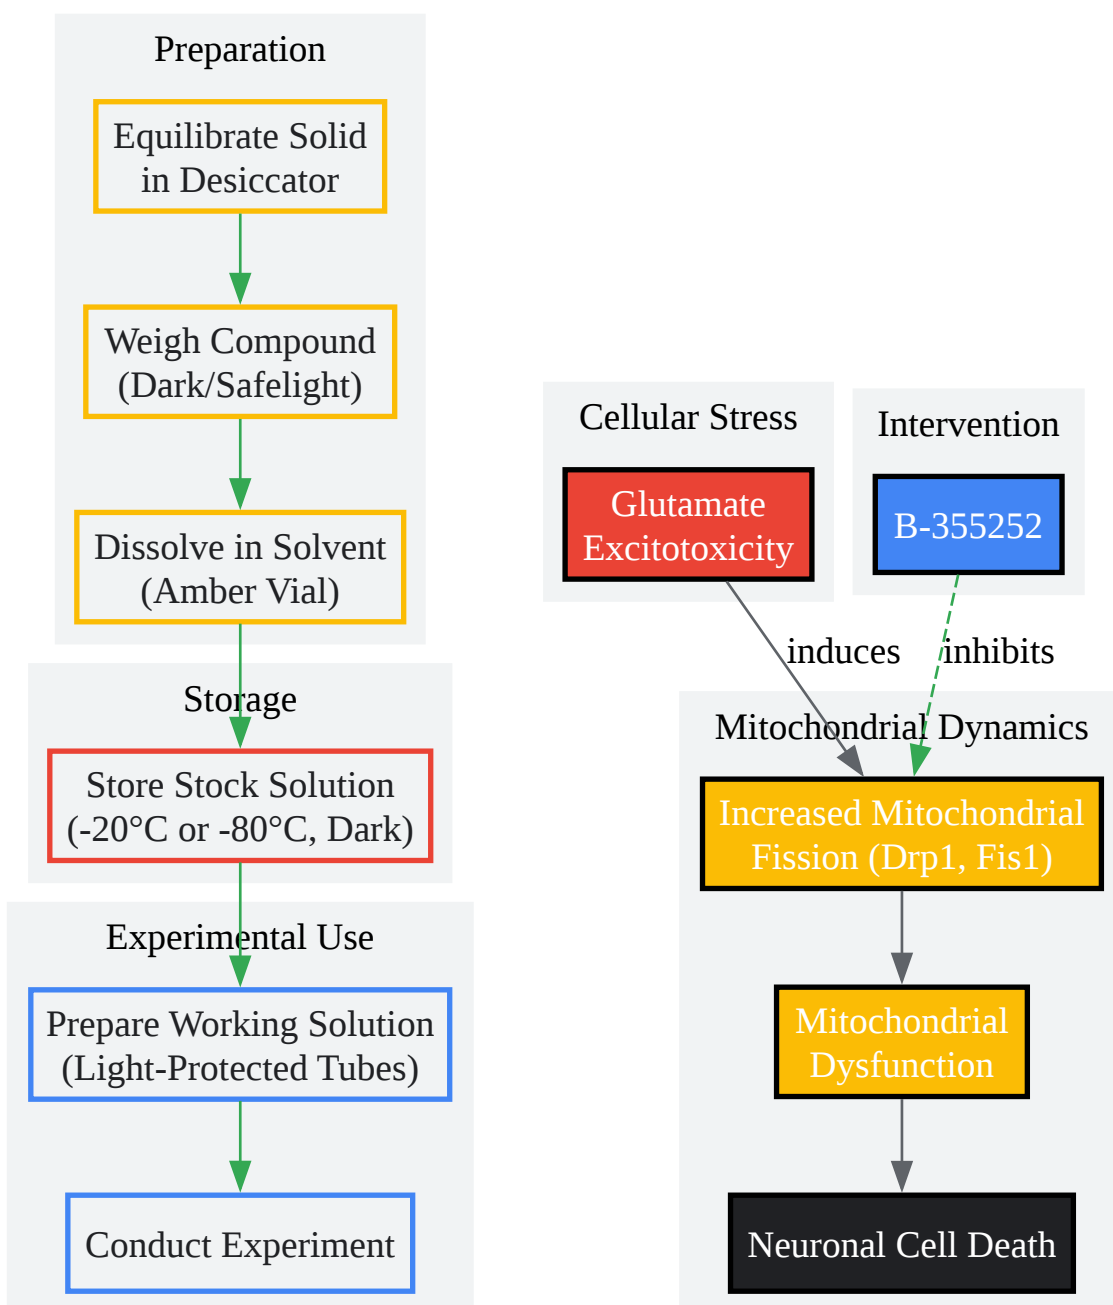 Preparation
Equilibrate Solid
in Desiccator
Weigh Compound
(Dark/Safelight)
Dissolve in Solvent
(Amber Vial)
Storage
Store Stock Solution
(-20°C or -80°C, Dark)
Experimental Use
Prepare Working Solution
(Light-Protected Tubes)
Conduct Experiment
Cellular Stress
Glutamate
Excitotoxicity
Intervention
B-355252
induces
inhibits
Mitochondrial Dynamics
Increased Mitochondrial
Fission (Drp1, Fis1)
Mitochondrial
Dysfunction
Neuronal Cell Death